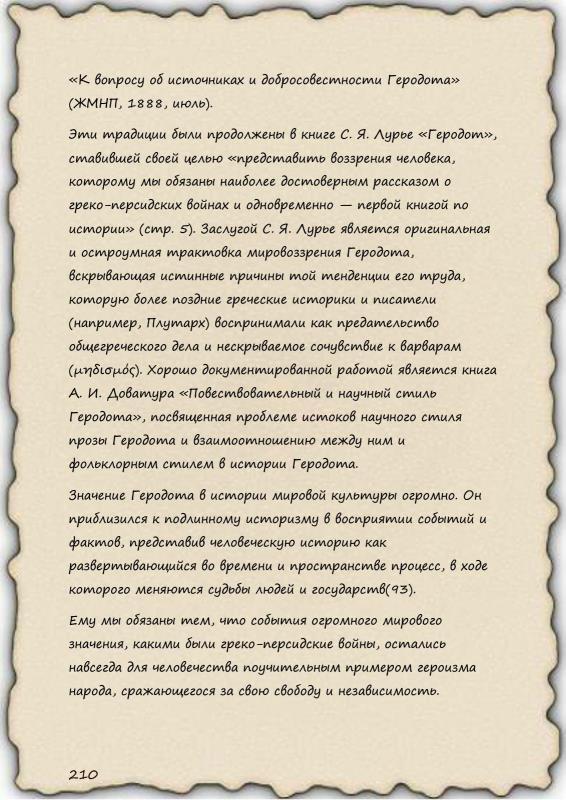 «К вопросу об источниках и добросовестности Геродота»
(ЖМНП, 1888, июль).
Эти традиции были продолжены в книге С. Я. Лурье «Геродот»,
ставившей своей целью «представить воззрения человека,
которому мы обязаны наиболее достоверным рассказом о
греко-персидских войнах и одновременно — первой книгой по
истории» (стр. 5). Заслугой С. Я. Лурье является оригинальная
и остроумная трактовка мировоззрения Геродота,
вскрывающая истинные причины той тенденции его труда,
которую более поздние греческие историки и писатели
(например, Плутарх) воспринимали как предательство
общегреческого дела и нескрываемое сочувствие к варварам
(μηδισμός). Хорошо документированной работой является книга
А. И. Доватура «Повествовательный и научный стиль
Геродота», посвященная проблеме истоков научного стиля
прозы Геродота и взаимоотношению между ним и
фольклорным стилем в истории Геродота.
Значение Геродота в истории мировой культуры огромно. Он
приблизился к подлинному историзму в восприятии событий и
фактов, представив человеческую историю как
развертывающийся во времени и пространстве процесс, в ходе
которого меняются судьбы людей и государств(93).
Ему мы обязаны тем, что события огромного мирового
значения, какими были греко-персидские войны, остались
навсегда для человечества поучительным примером героизма
народа, сражающегося за свою свободу и независимость.
210